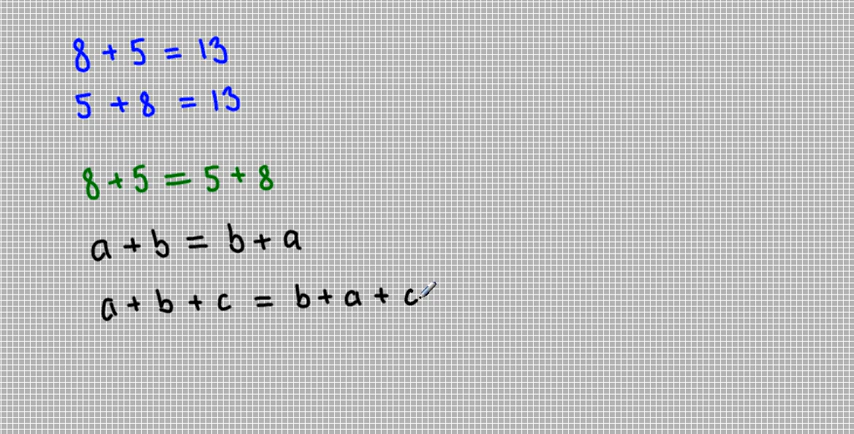 8 + 5 = 13
5 + 8 = 13
8 + 5 = 5 + 8
a + b = b + a
a + b + c = b + a + c